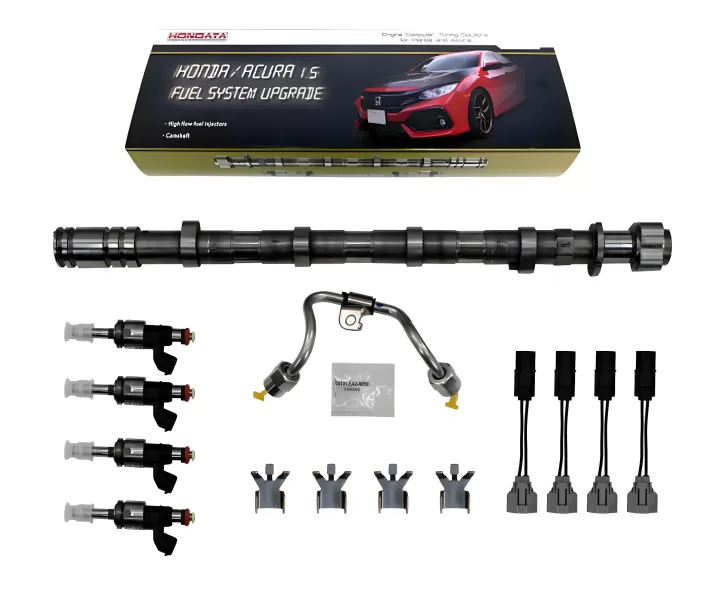 HONDATA
Engine Computer Tuning Solutions
for Honda and Acura
HONDA/ACURA 1.5
FUEL SYSTEM UPGRADE
- High flow fuel injectors
- Camshaft